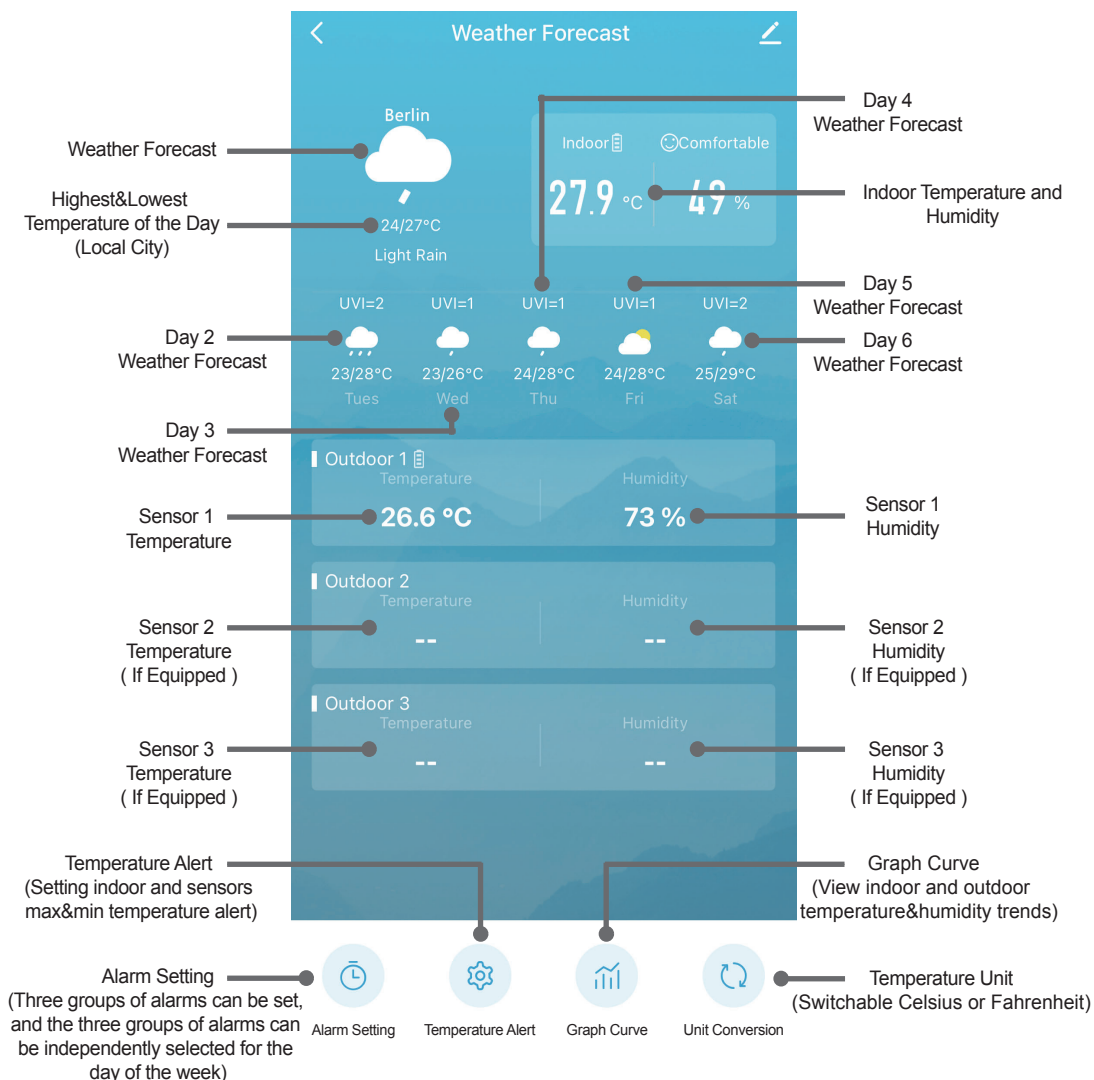 Weather Forecast
Berlin
24/27°C
Light Rain
Indoor
Comfortable
27.9 °C
49 %
UVI=2 UVI=1 UVI=1 UVI=1 UVI=2
23/28°C 23/26°C 24/28°C 24/28°C 25/29°C
Tues Wed Thu Fri Sat
Outdoor 1
Temperature Humidity
26.6 °C 73 %
Outdoor 2
Temperature Humidity
-- --
Outdoor 3
Temperature Humidity
-- --
Alarm Setting Temperature Alert Graph Curve Unit Conversion
Weather Forecast
Highest&Lowest
Temperature of the Day
(Local City)
Day 2
Weather Forecast
Day 3
Weather Forecast
Sensor 1
Temperature
Sensor 2
Temperature
( If Equipped )
Sensor 3
Temperature
( If Equipped )
Temperature Alert
(Setting indoor and sensors
max&min temperature alert)
Alarm Setting
(Three groups of alarms can be set,
and the three groups of alarms can
be independently selected for the
day of the week)
Day 4
Weather Forecast
Indoor Temperature and
Humidity
Day 5
Weather Forecast
Day 6
Weather Forecast
Sensor 1
Humidity
Sensor 2
Humidity
( If Equipped )
Sensor 3
Humidity
( If Equipped )
Graph Curve
(View indoor and outdoor
temperature&humidity trends)
Temperature Unit
(Switchable Celsius or Fahrenheit)